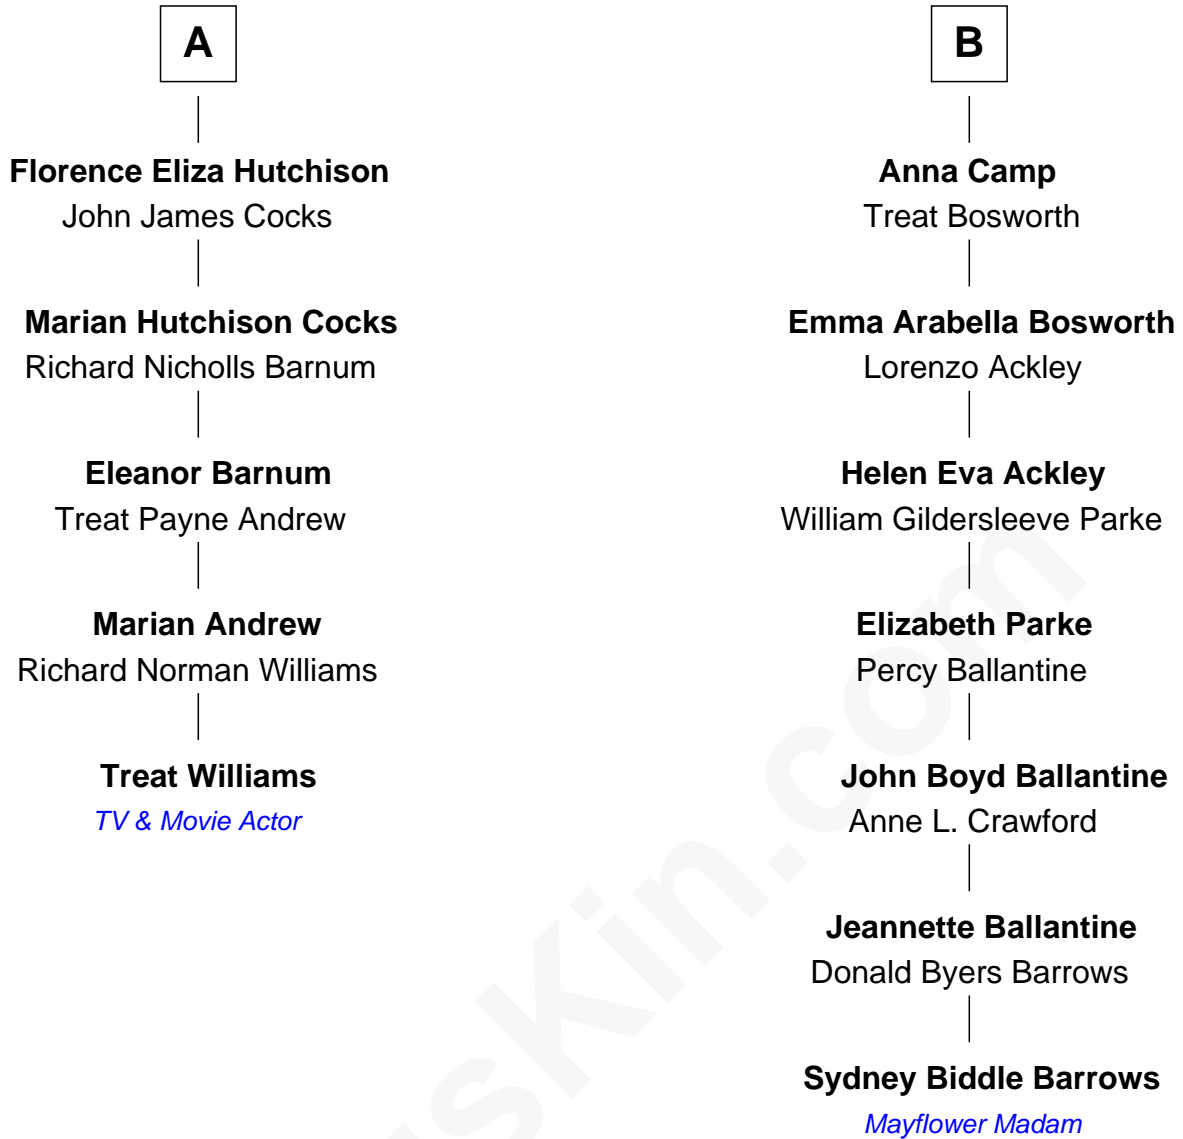 A
Florence Eliza Hutchison
John James Cocks
Marian Hutchison Cocks
Richard Nicholls Barnum
Eleanor Barnum
Treat Payne Andrew
Marian Andrew
Richard Norman Williams
Treat Williams
TV & Movie Actor
B
Anna Camp
Treat Bosworth
Emma Arabella Bosworth
Lorenzo Ackley
Helen Eva Ackley
William Gildersleeve Parke
Elizabeth Parke
Percy Ballantine
John Boyd Ballantine
Anne L. Crawford
Jeannette Ballantine
Donald Byers Barrows
Sydney Biddle Barrows
Mayflower Madam